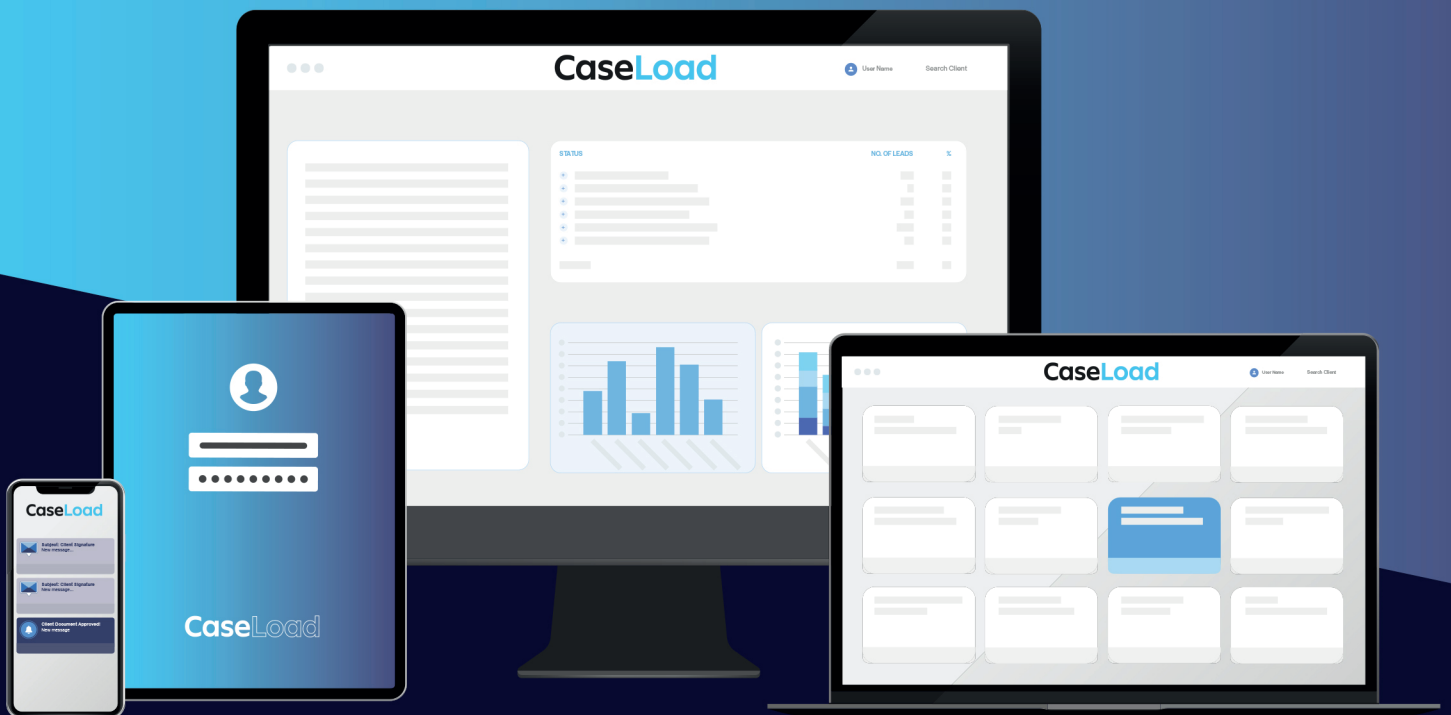 CaseLoad
User Name
Search Client
STATUS
NO. OF LEADS
%
CaseLoad
User Name
Search Client
CaseLoad
CaseLoad
Subject: Client Signature
New message...
Subject: Client Signature
New message...
Client Document Approved!
New message